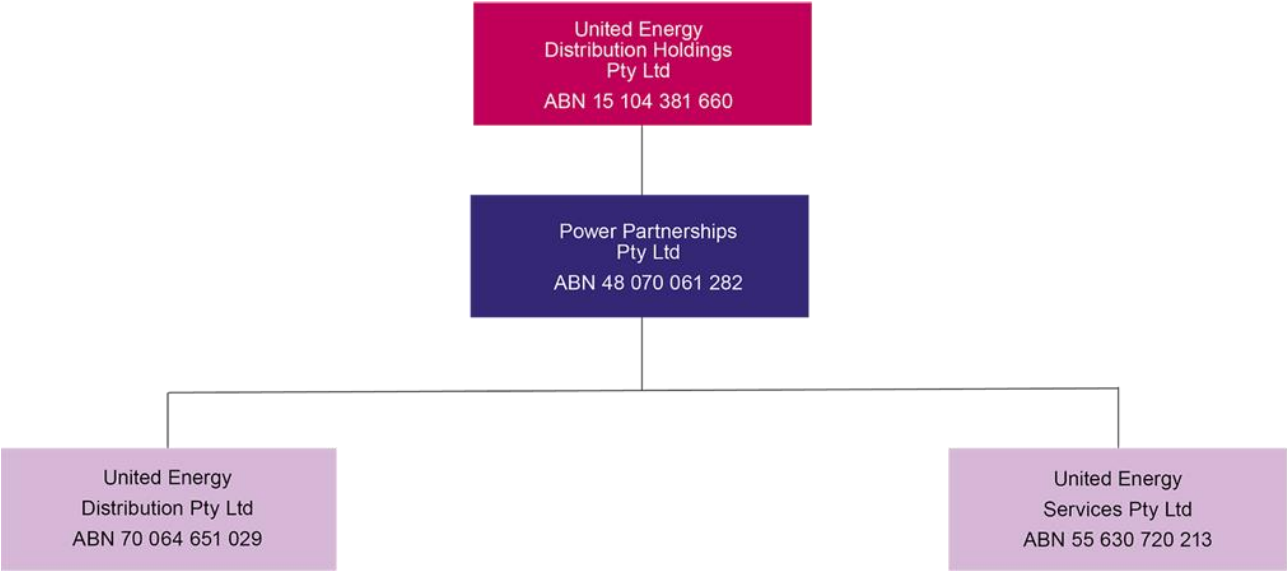 United Energy
Distribution Holdings
Pty Ltd
ABN 15 104 381 660
Power Partnerships
Pty Ltd
ABN 48 070 061 282
United Energy
Distribution Pty Ltd
ABN 70 064 651 029
United Energy
Services Pty Ltd
ABN 55 630 720 213